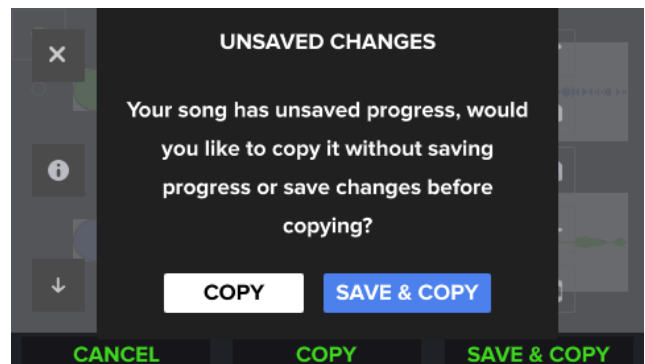 UNSAVED CHANGES
Your song has unsaved progress, would
you like to copy it without saving
progress or save changes before
copying?
COPY
SAVE & COPY
CANCEL
COPY
SAVE & COPY